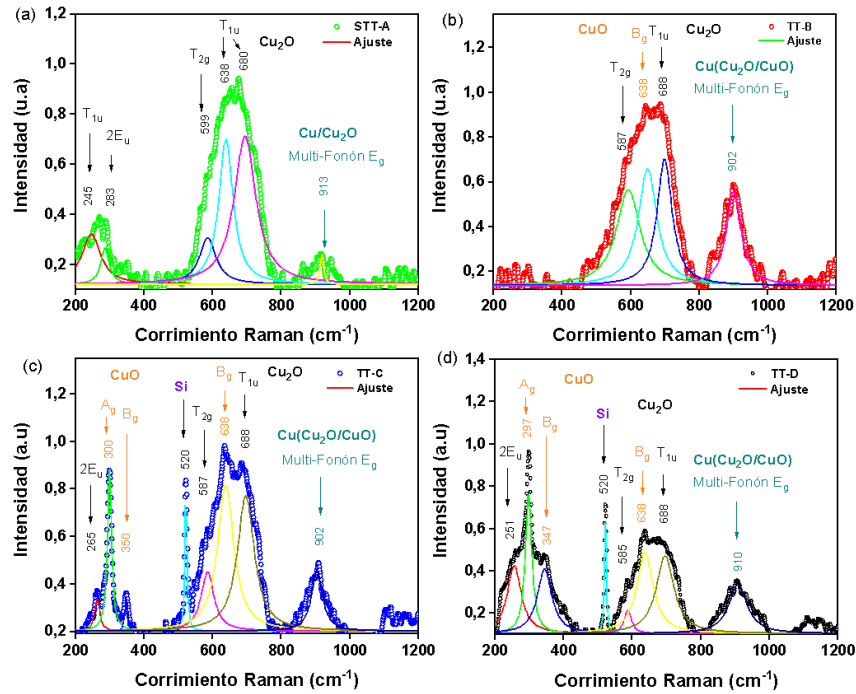 (a)
STT-A
Ajuste
Cu₂O
T₁ᵤ
2Eᵤ
T₂g
T₁ᵤ
245
283
599
638
680
Cu/Cu₂O
Multi-Fonón Eg
913
Intensidad (u.a)
1,2
1,0
0,8
0,6
0,4
0,2
200 400 600 800 1000 1200
Corrimiento Raman (cm⁻¹)
(b)
TT-B
Ajuste
CuO
Cu₂O
T₂g
Bg
T₁ᵤ
587
638
688
Cu(Cu₂O/CuO)
Multi-Fonón Eg
902
Intensidad (u.a)
1,2
1,0
0,8
0,6
0,4
0,2
200 400 600 800 1000 1200
Corrimiento Raman (cm⁻¹)
(c)
TT-C
Ajuste
CuO
Cu₂O
Si
2Eᵤ
Ag
Bg
T₂g
Bg
T₁ᵤ
265
300
350
520
587
638
688
Cu(Cu₂O/CuO)
Multi-Fonón Eg
902
Intensidad (a.u)
1,2
1,0
0,8
0,6
0,4
0,2
200 400 600 800 1000 1200
Corrimiento Raman (cm⁻¹)
(d)
TT-D
Ajuste
CuO
Cu₂O
Si
2Eᵤ
Ag
Bg
T₂g
Bg
T₁ᵤ
251
297
347
520
585
638
688
Cu(Cu₂O/CuO)
Multi-Fonón Eg
910
Intensidad (u.a)
1,4
1,2
1,0
0,8
0,6
0,4
0,2
200 400 600 800 1000 1200
Corrimiento Raman (cm⁻¹)